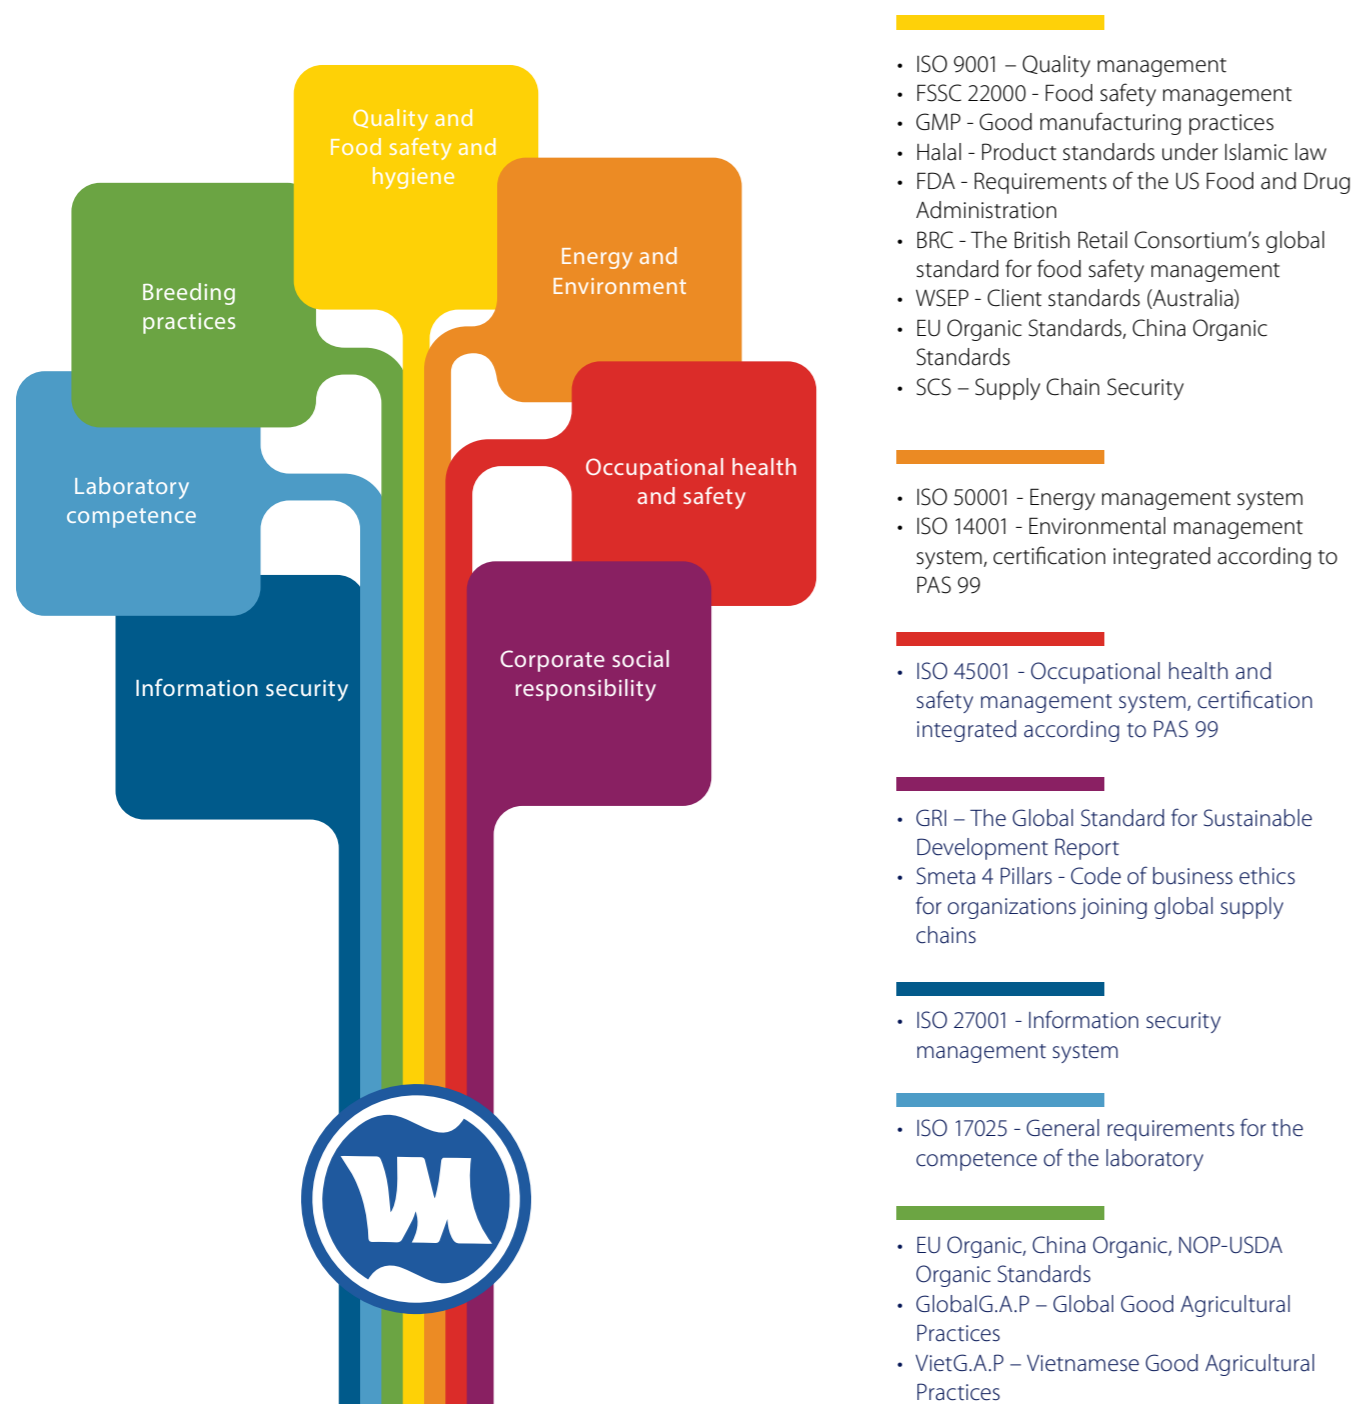 Quality and
Food safety and
hygiene
Energy and
Environment
Breeding
practices
Occupational health
and safety
Laboratory
competence
Corporate social
responsibility
Information security
VM
• ISO 9001 – Quality management
• FSSC 22000 - Food safety management
• GMP - Good manufacturing practices
• Halal - Product standards under Islamic law
• FDA - Requirements of the US Food and Drug
Administration
• BRC - The British Retail Consortium’s global
standard for food safety management
• WSEP - Client standards (Australia)
• EU Organic Standards, China Organic
Standards
• SCS – Supply Chain Security
• ISO 50001 - Energy management system
• ISO 14001 - Environmental management
system, certification integrated according to
PAS 99
• ISO 45001 - Occupational health and
safety management system, certification
integrated according to PAS 99
• GRI – The Global Standard for Sustainable
Development Report
• Smeta 4 Pillars - Code of business ethics
for organizations joining global supply
chains
• ISO 27001 - Information security
management system
• ISO 17025 - General requirements for the
competence of the laboratory
• EU Organic, China Organic, NOP-USDA
Organic Standards
• GlobalG.A.P – Global Good Agricultural
Practices
• VietG.A.P – Vietnamese Good Agricultural
Practices